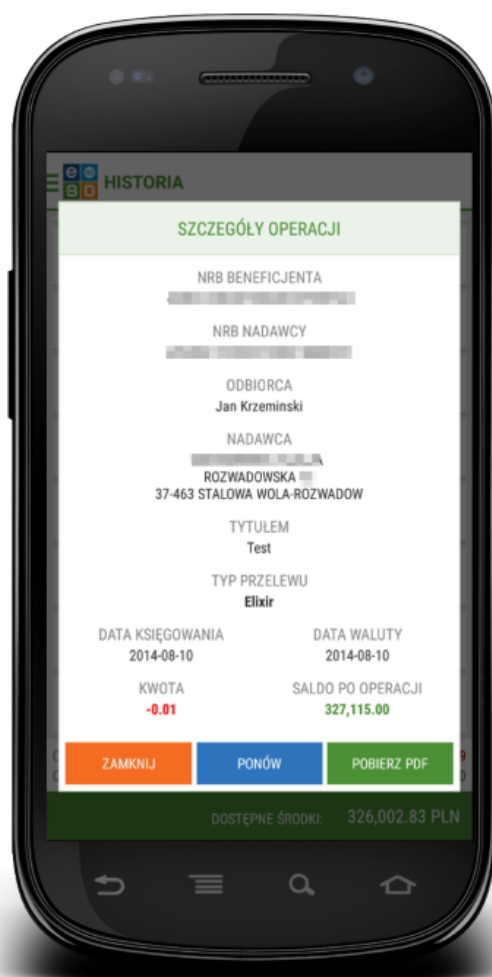 e
BO
HISTORIA
SZCZEGÓŁY OPERACJI
NRB BENEFICJENTA
NRB NADAWCY
ODBIORCA
Jan Krzeminski
NADAWCA
ROZWADOWSKA
37-463 STALOWA WOLA-ROZWADOW
TYTUŁEM
Test
TYP PRZELEWU
Elixir
DATA KSIĘGOWANIA DATA WALUTY
2014-08-10 2014-08-10
KWOTA SALDO PO OPERACJI
-0.01 327,115.00
ZAMKNIJ PONÓW POBIERZ PDF
DOSTĘPNE ŚRODKI: 326,002.83 PLN